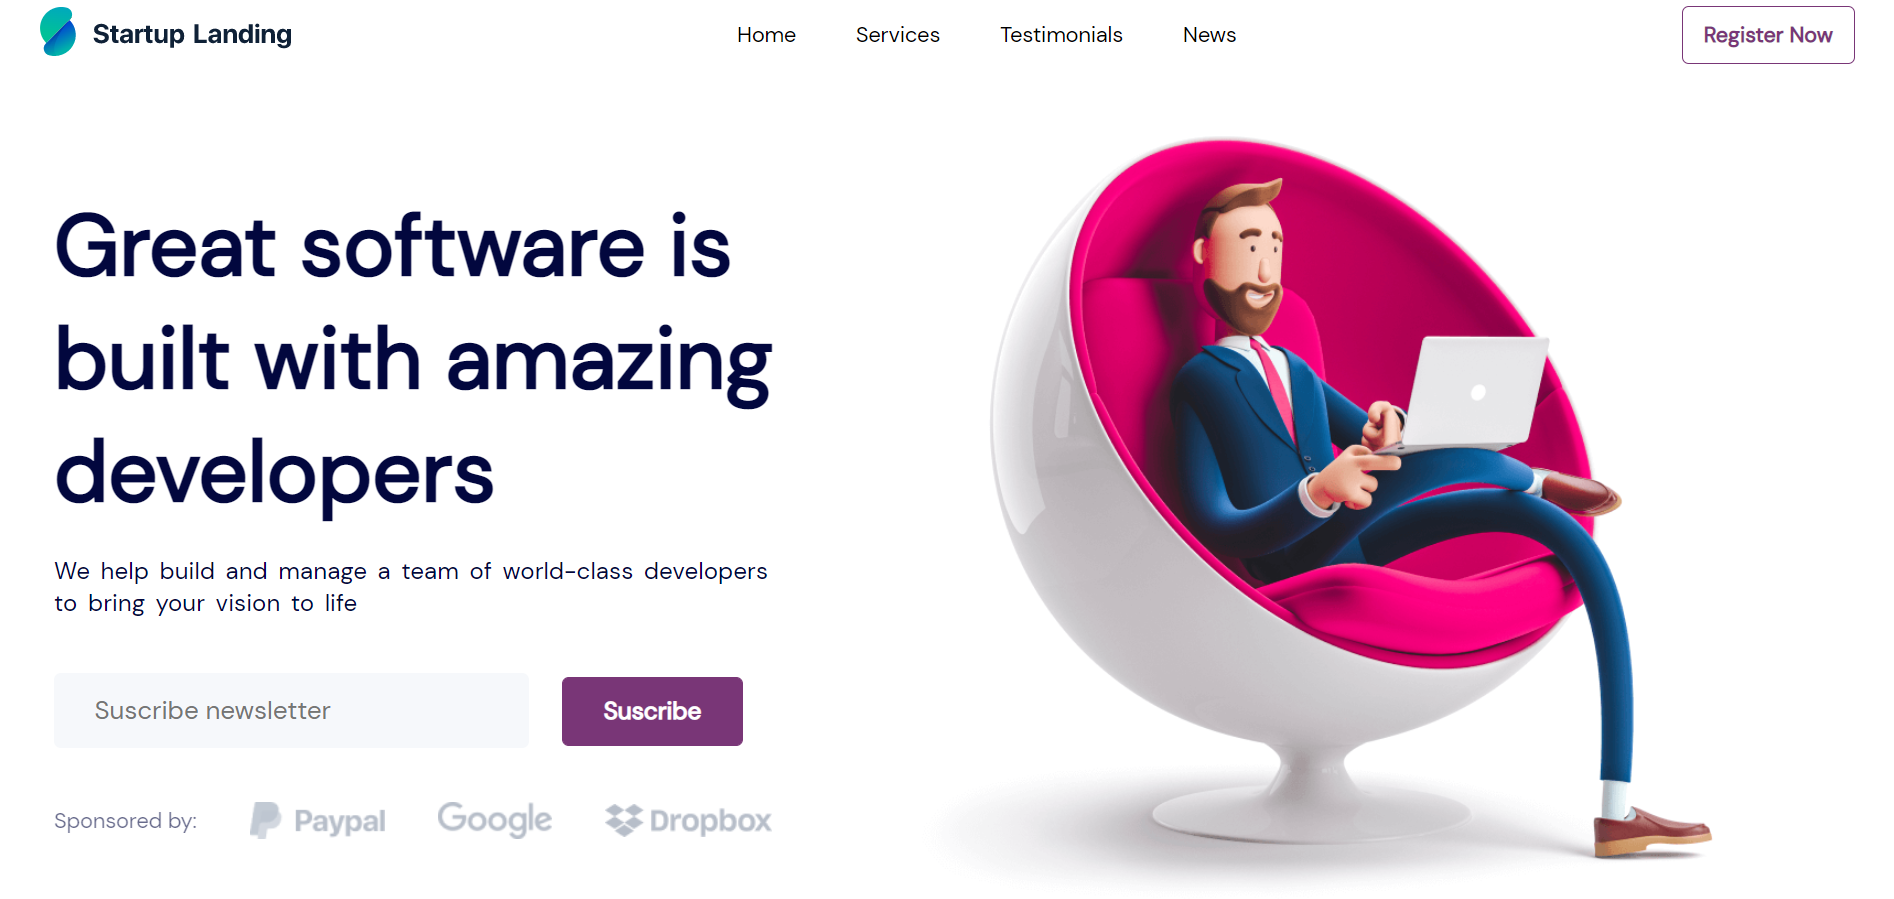 Startup Landing
Home
Services
Testimonials
News
Register Now
Great software is
built with amazing
developers
We help build and manage a team of world-class developers
to bring your vision to life
Suscribe newsletter
Suscribe
Sponsored by:
Paypal
Google
Dropbox